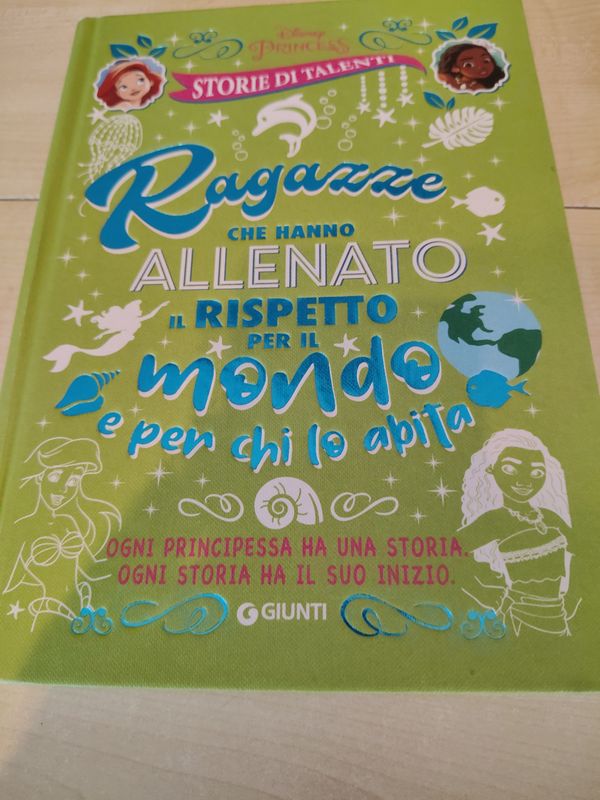 Disney
PRINCESS
STORIE DI TALENTI
Ragazze
CHE HANNO
ALLENATO
IL RISPETTO
PER IL
mondo
e per chi lo abita
OGNI PRINCIPESSA HA UNA STORIA.
OGNI STORIA HA IL SUO INIZIO.
GIUNTI